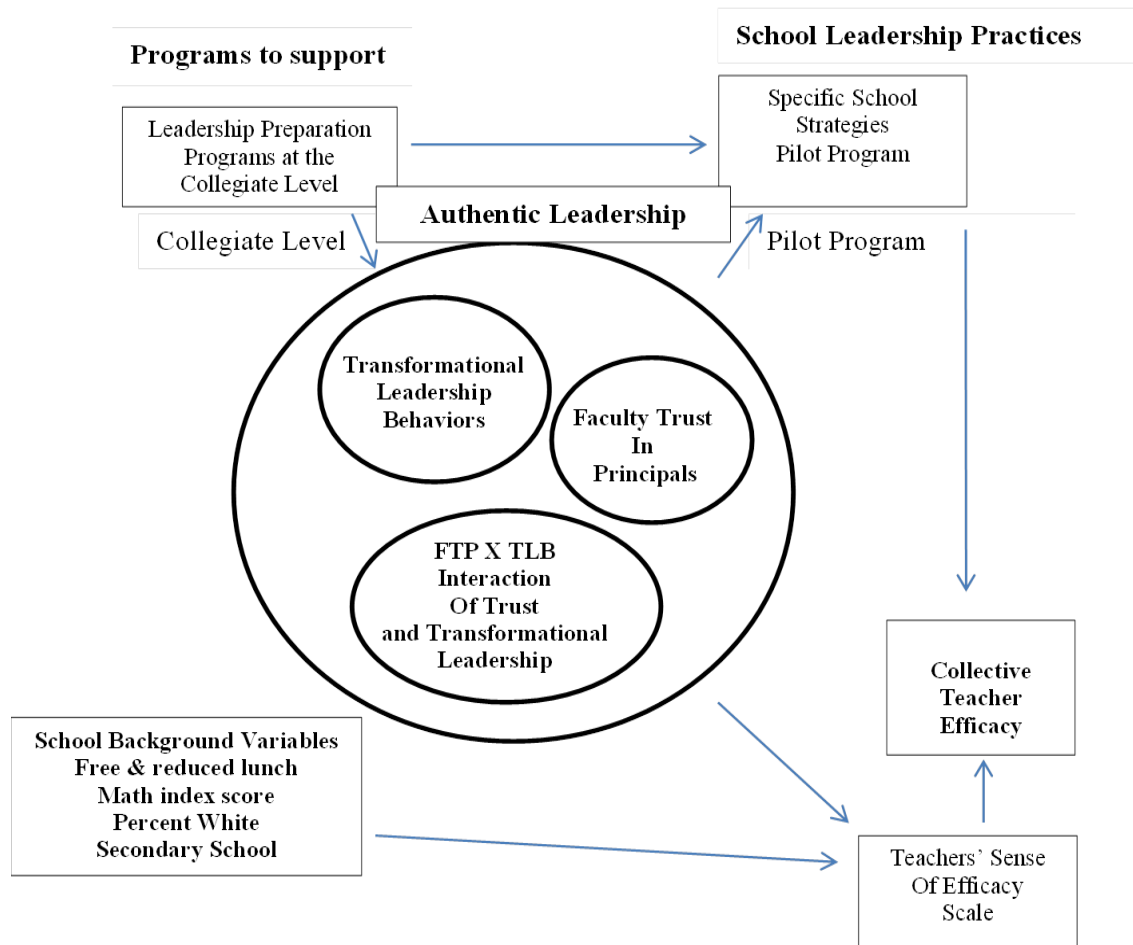 Programs to support
School Leadership Practices
Leadership Preparation
Programs at the
Collegiate Level
Specific School
Strategies
Pilot Program
Authentic Leadership
Collegiate Level
Pilot Program
Transformational
Leadership
Behaviors
Faculty Trust
In
Principals
FTP X TLB
Interaction
Of Trust
and Transformational
Leadership
Collective
Teacher
Efficacy
School Background Variables
Free & reduced lunch
Math index score
Percent White
Secondary School
Teachers’ Sense
Of Efficacy
Scale